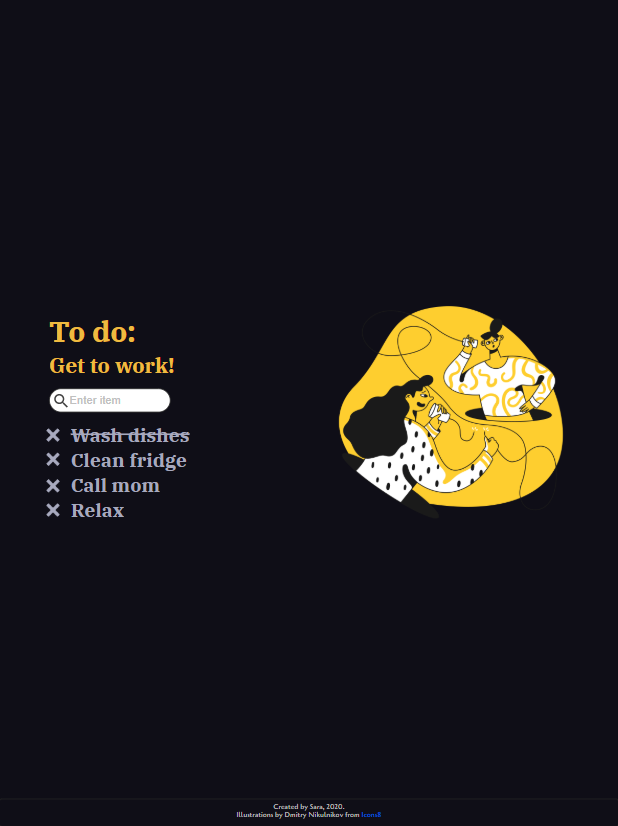 To do:
Get to work!
Enter item
Wash dishes
Clean fridge
Call mom
Relax
Created by Sara, 2020.
Illustrations by Dmitry Nikulnikov from Icons8